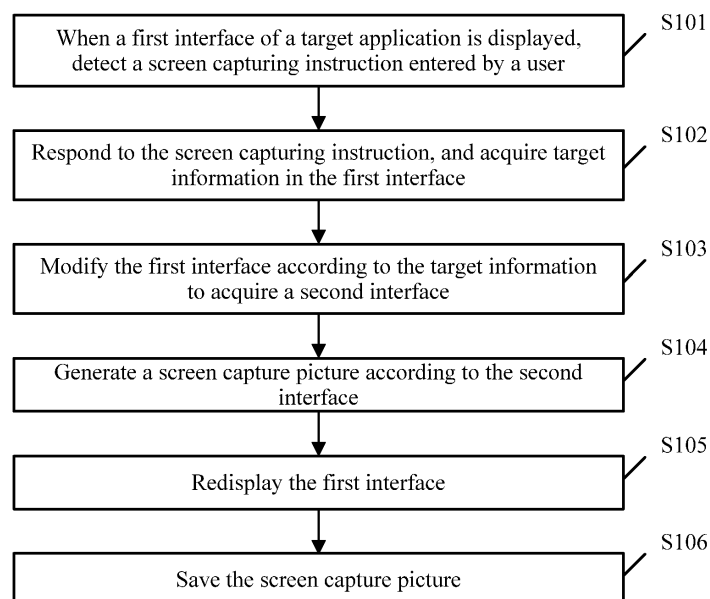 S101
When a first interface of a target application is displayed,
detect a screen capturing instruction entered by a user
S102
Respond to the screen capturing instruction, and acquire target
information in the first interface
S103
Modify the first interface according to the target information
to acquire a second interface
S104
Generate a screen capture picture according to the second
interface
S105
Redisplay the first interface
S106
Save the screen capture picture